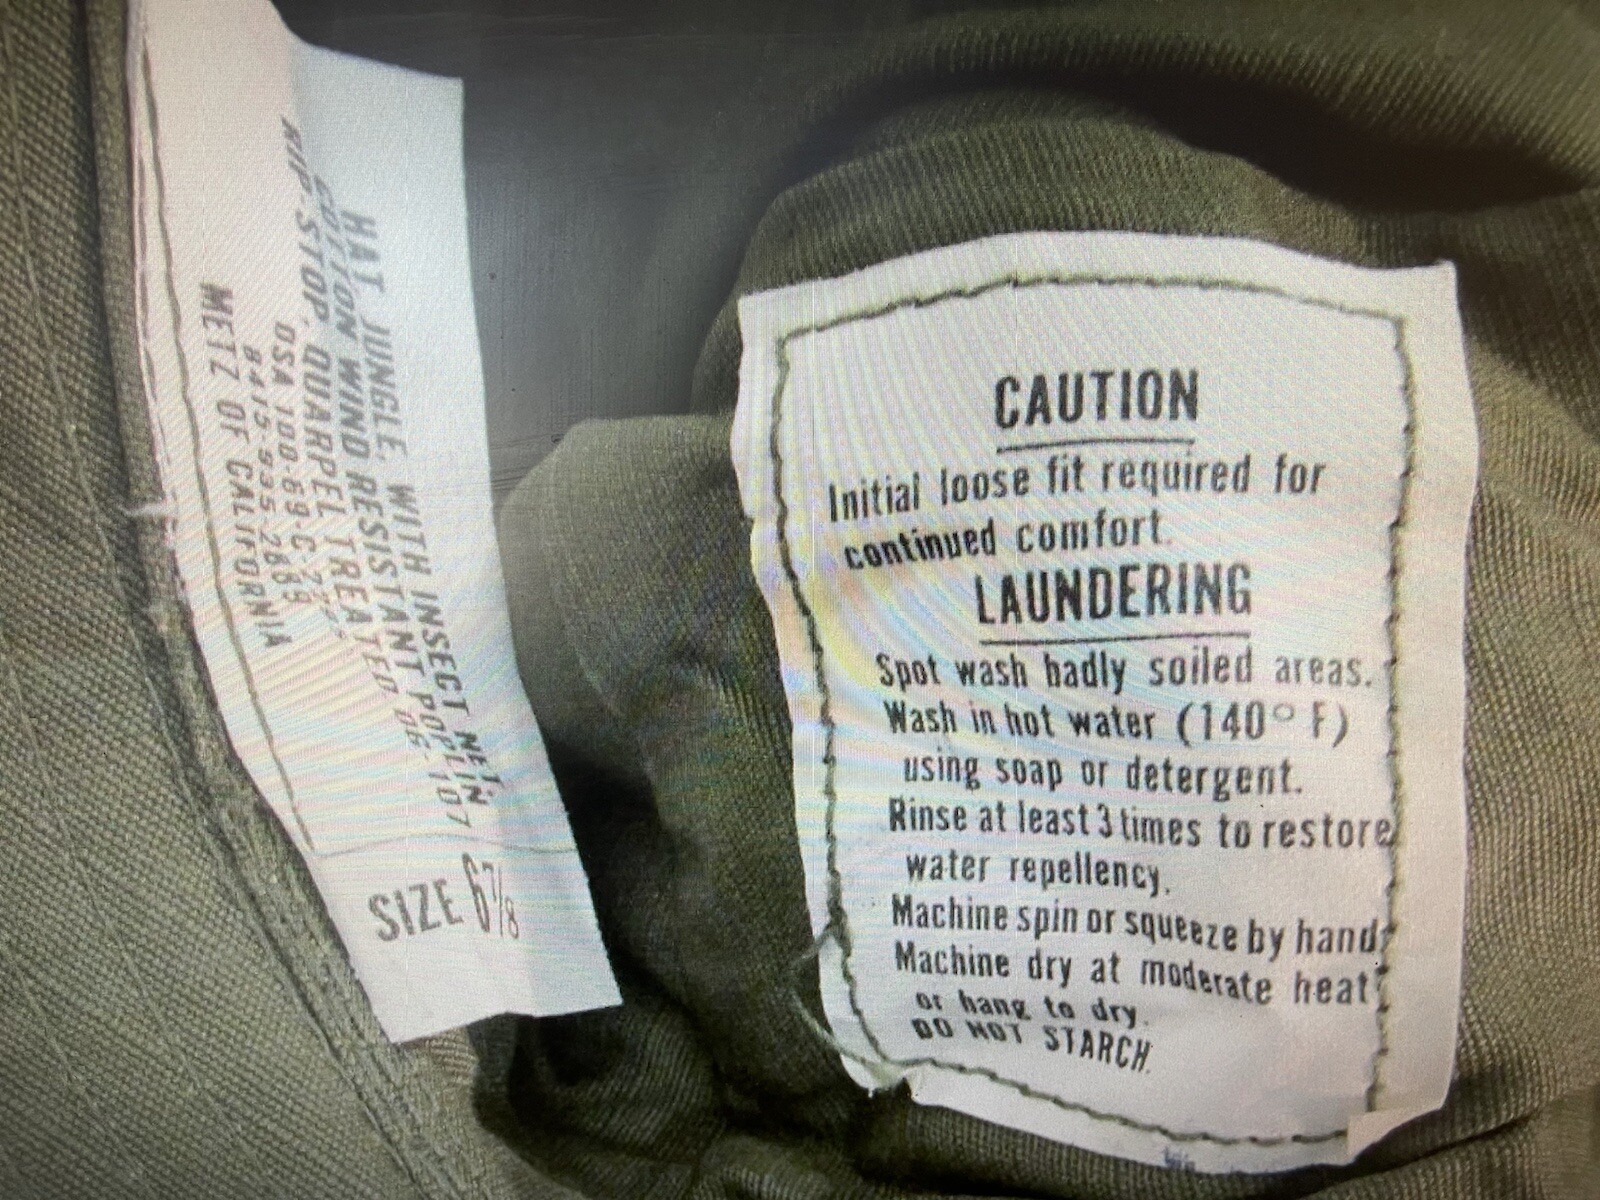 HAT JUNGLE, WITH INSECT NET,
COTTON WIND RESISTANT POPLIN
RIP-STOP, QUARPEL TREATED OG-107
DSA 100-69-C-
8415-935-2669
METZ OF CALIFORNIA
SIZE 6⅞
CAUTION
Initial loose fit required for
continued comfort.
LAUNDERING
Spot wash badly soiled areas.
Wash in hot water (140° F)
using soap or detergent.
Rinse at least 3 times to restore
water repellency.
Machine spin or squeeze by hand.
Machine dry at moderate heat
or hang to dry.
DO NOT STARCH.